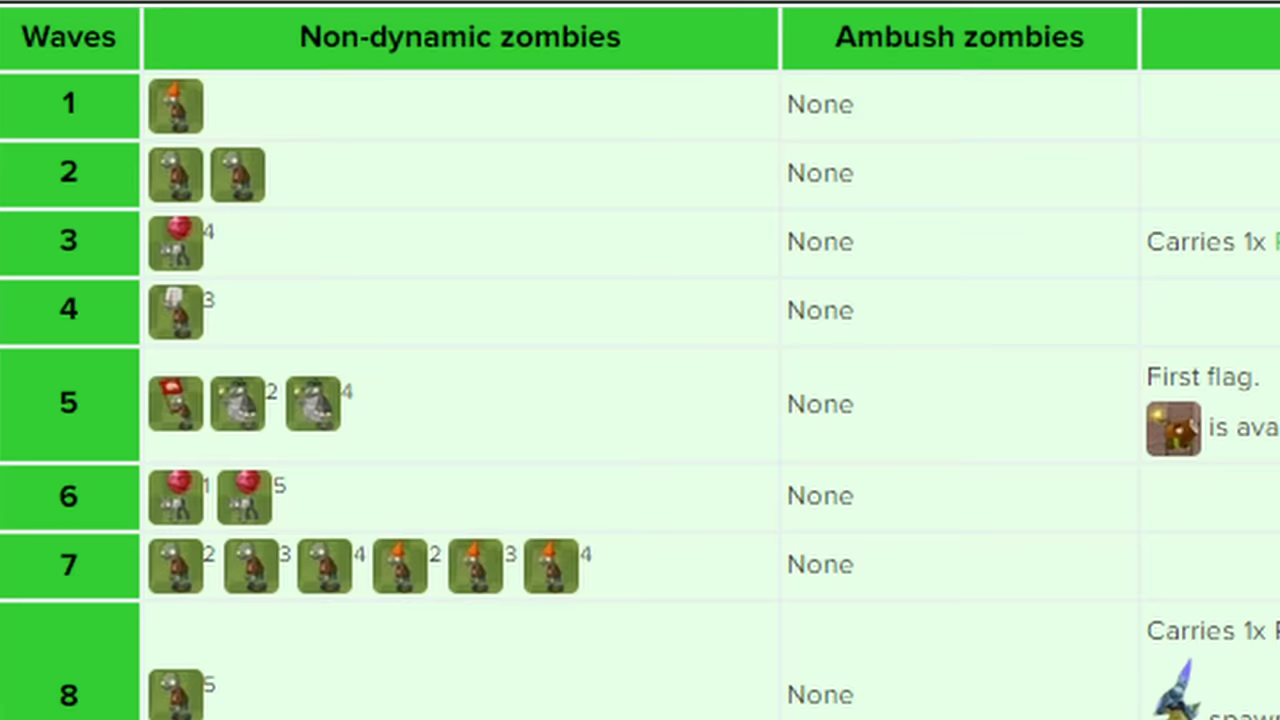 Waves Non-dynamic zombies Ambush zombies
1 None
2 None
3 4 None Carries 1x
4 3 None
5 2 4 None First flag.
is ava
6 1 5 None
7 2 3 4 2 3 4 None
Carries 1x
8 5 None
spaw